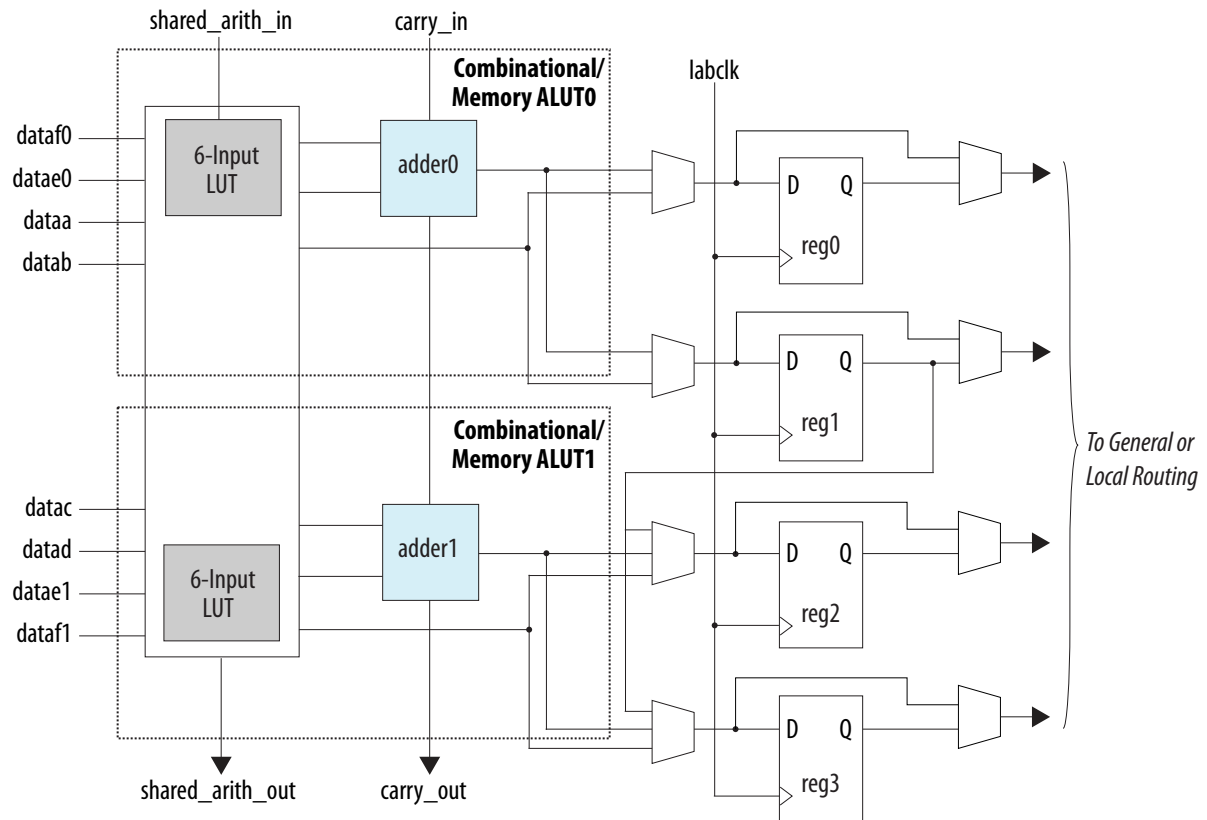 shared_arith_in
carry_in
Combinational/
Memory ALUT0
labclk
dataf0
datae0
dataa
datab
6-Input
LUT
adder0
D Q
reg0
D Q
reg1
Combinational/
Memory ALUT1
To General or
Local Routing
datac
datad
datae1
dataf1
6-Input
LUT
adder1
D Q
reg2
D Q
reg3
shared_arith_out
carry_out